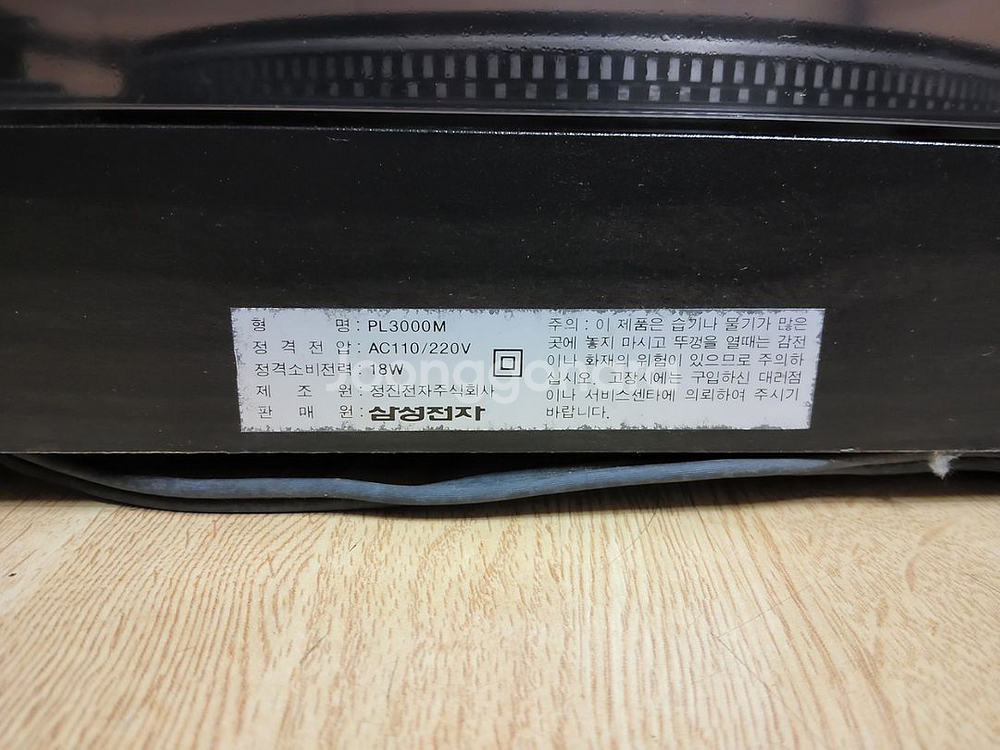 형 명 : PL3000M
정 격 전 압 : AC110/220V
정격소비전력 : 18W
제 조 원 : 정진전자주식회사
판 매 원 : 삼성전자
주의 : 이 제품은 습기나 물기가 많은
곳에 놓지 마시고 뚜껑을 열때는 감전
이나 화재의 위험이 있으므로 주의하
십시오. 고장시에는 구입하신 대러점
이나 서비스센타에 의뢰하여 주시기
바랍니다.